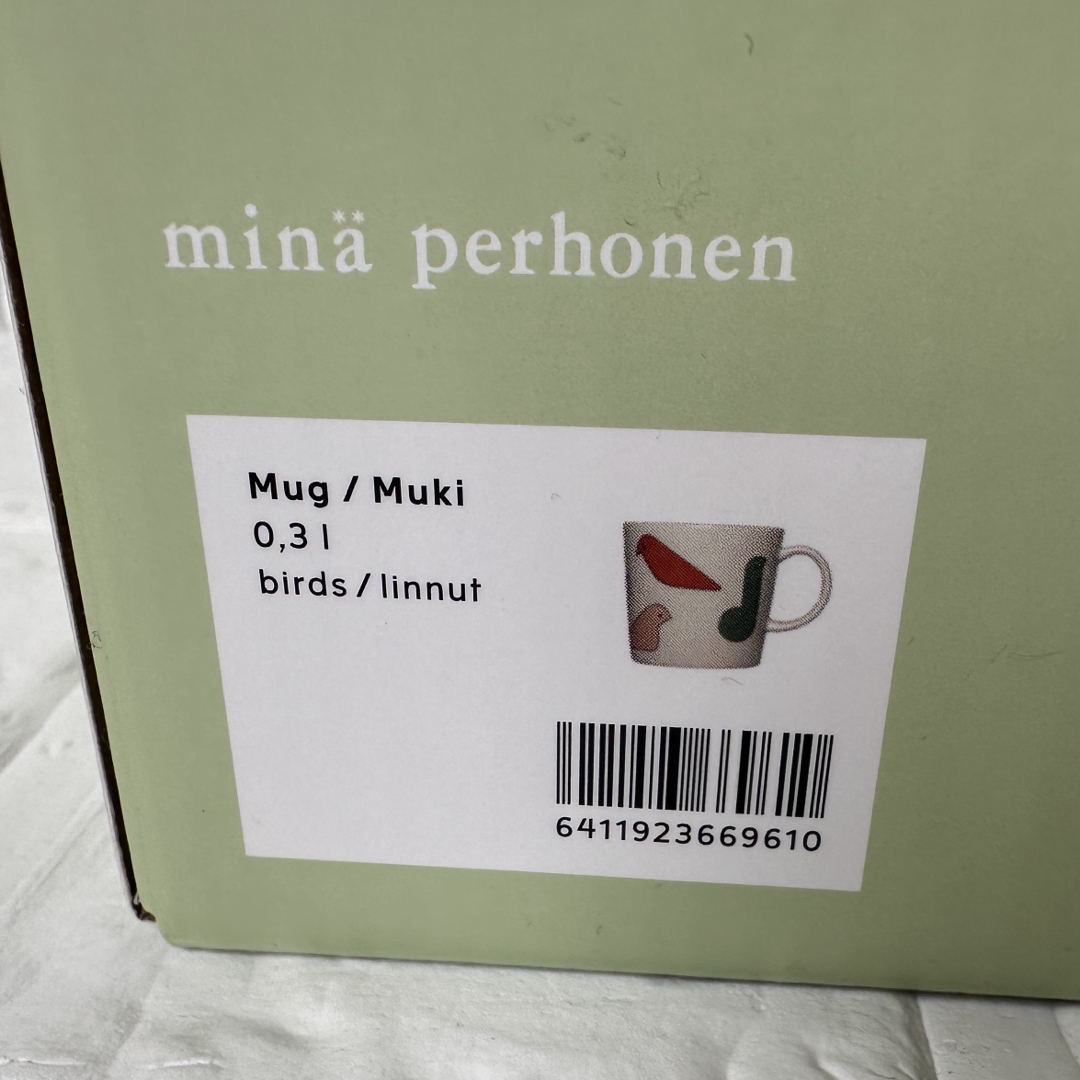 minä perhonen
Mug / Muki
0,3 l
birds / linnut
6411923669610